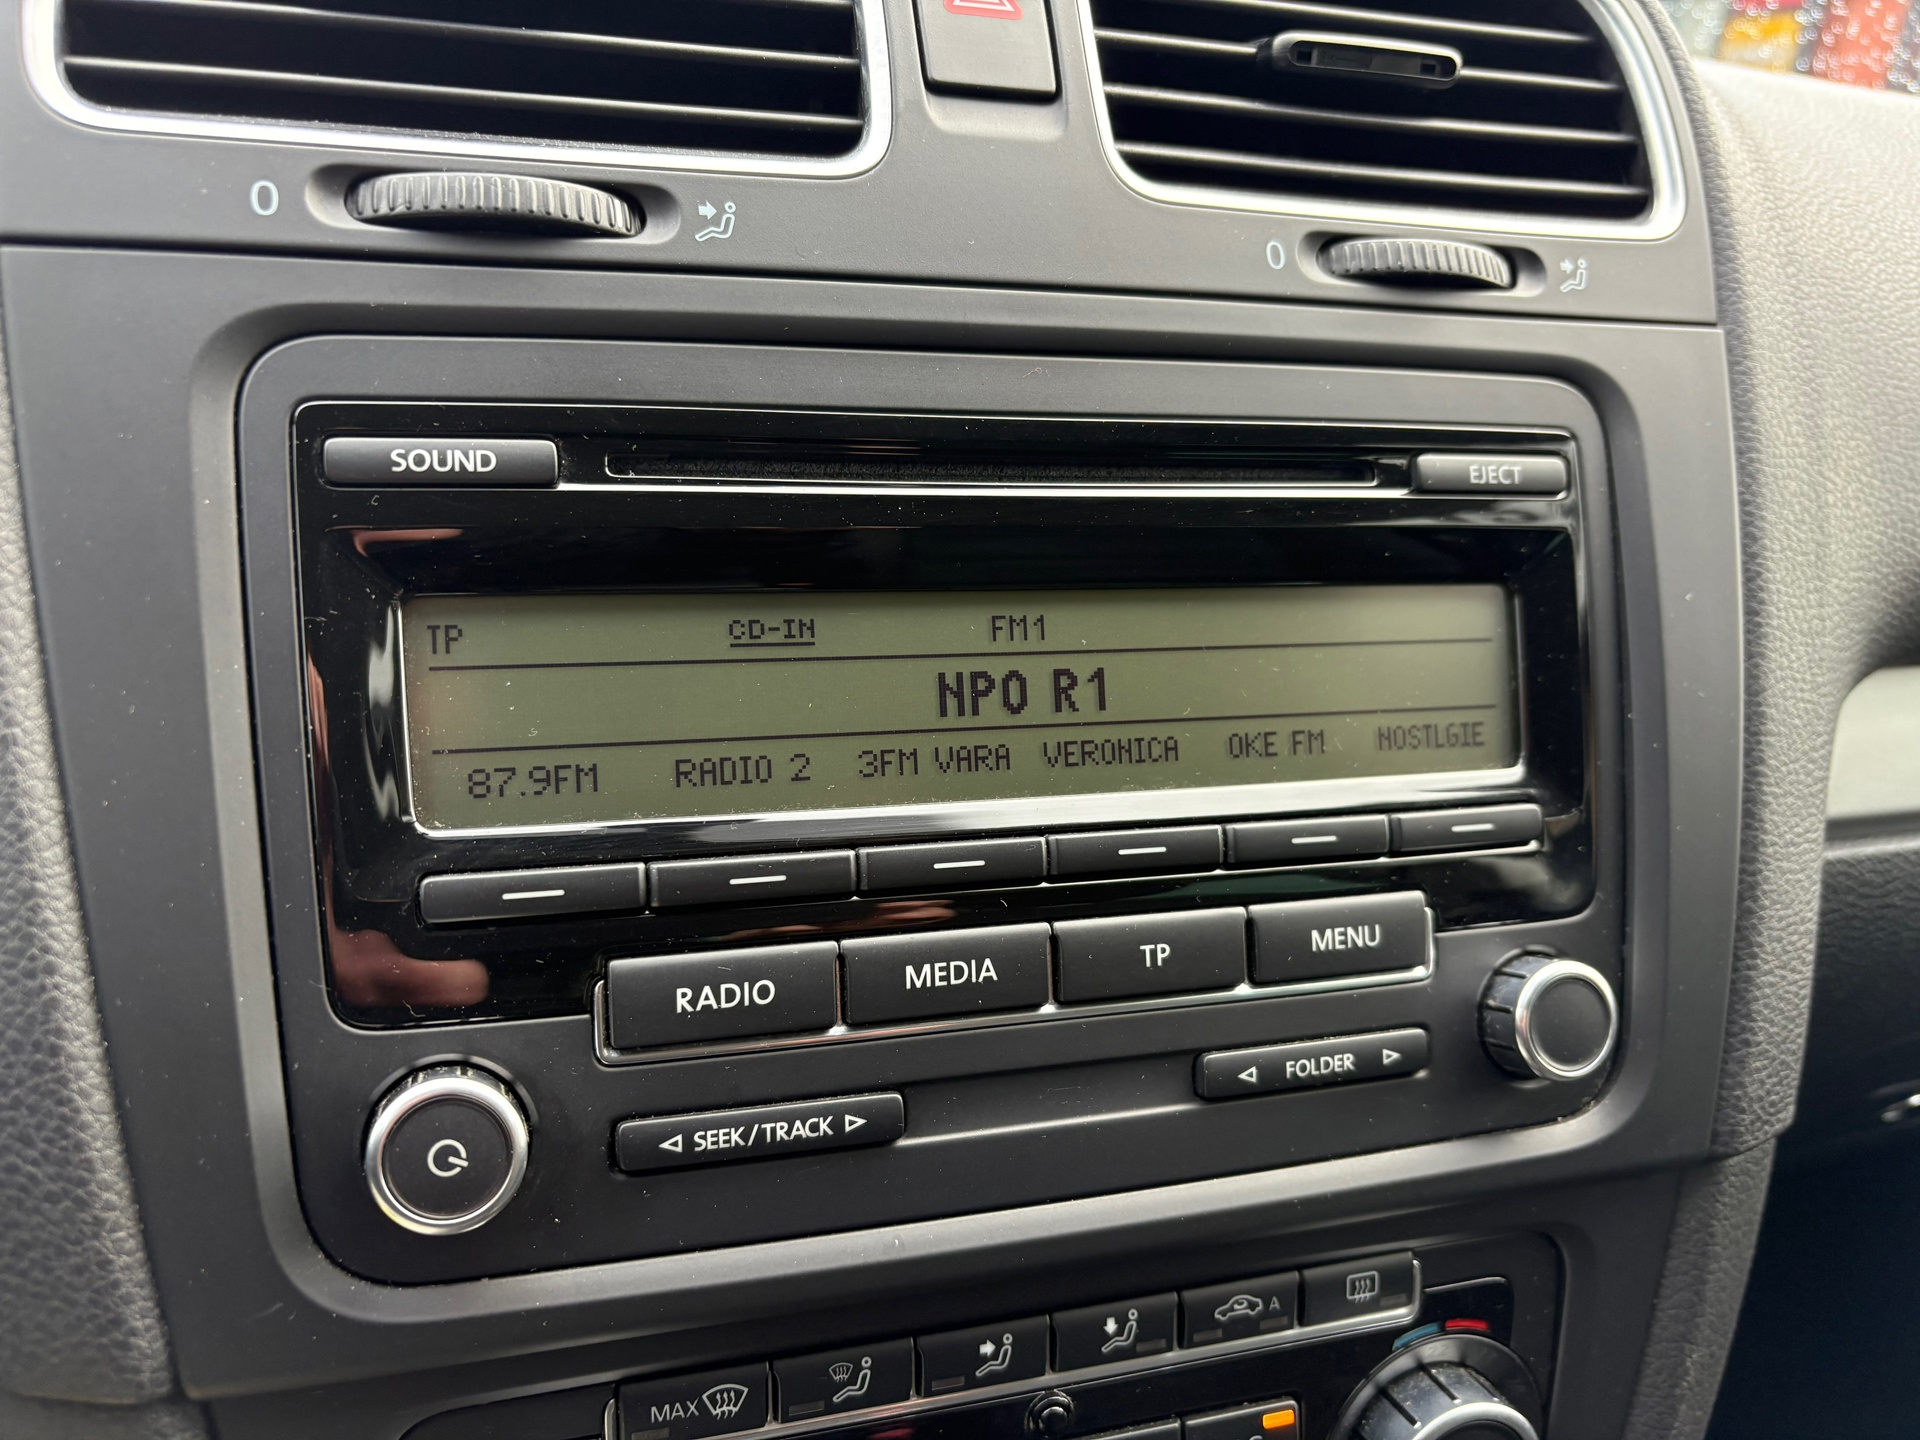 0
0
SOUND
EJECT
TP CD-IN FM1
NPO R1
87.9FM RADIO 2 3FM VARA VERONICA OKE FM NOSTLGIE
RADIO MEDIA TP MENU
FOLDER
SEEK/TRACK
A
MAX